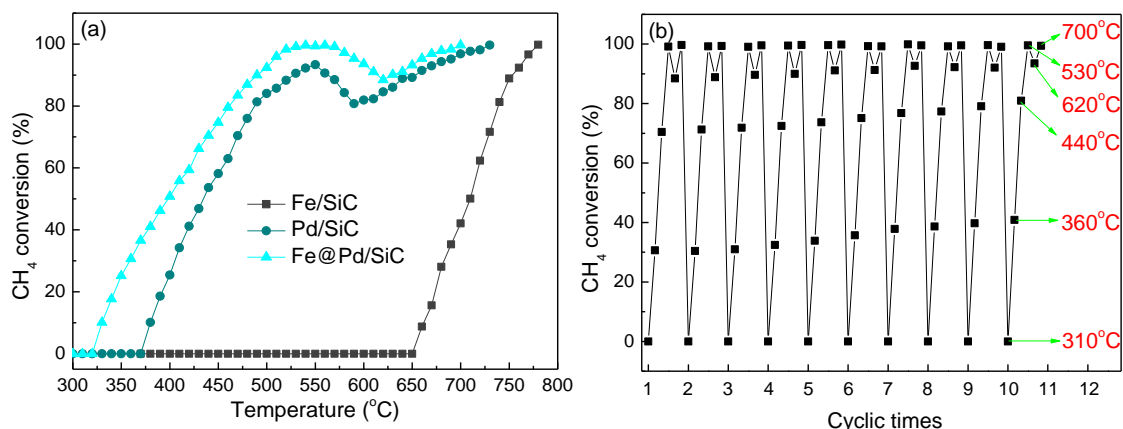 (a)
CH4 conversion (%)
100
80
60
40
20
0
Fe/SiC
Pd/SiC
Fe@Pd/SiC
300 350 400 450 500 550 600 650 700 750 800
Temperature (°C)
(b)
CH4 conversion (%)
100
80
60
40
20
0
700°C
530°C
620°C
440°C
360°C
310°C
1 2 3 4 5 6 7 8 9 10 11 12
Cyclic times